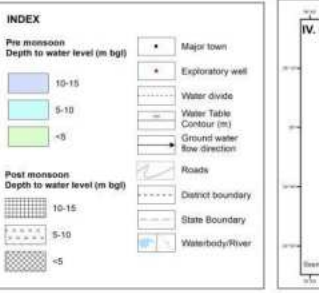 INDEX
Pre monsoon
Depth to water level (m bgl)
10-15
5-10
<5
Post monsoon
Depth to water level (m bgl)
10-15
5-10
<5
Major town
Exploratory well
Water divide
Water Table
Contour (m)
Ground water
flow direction
Roads
District boundary
State Boundary
Waterbody/River
IV.